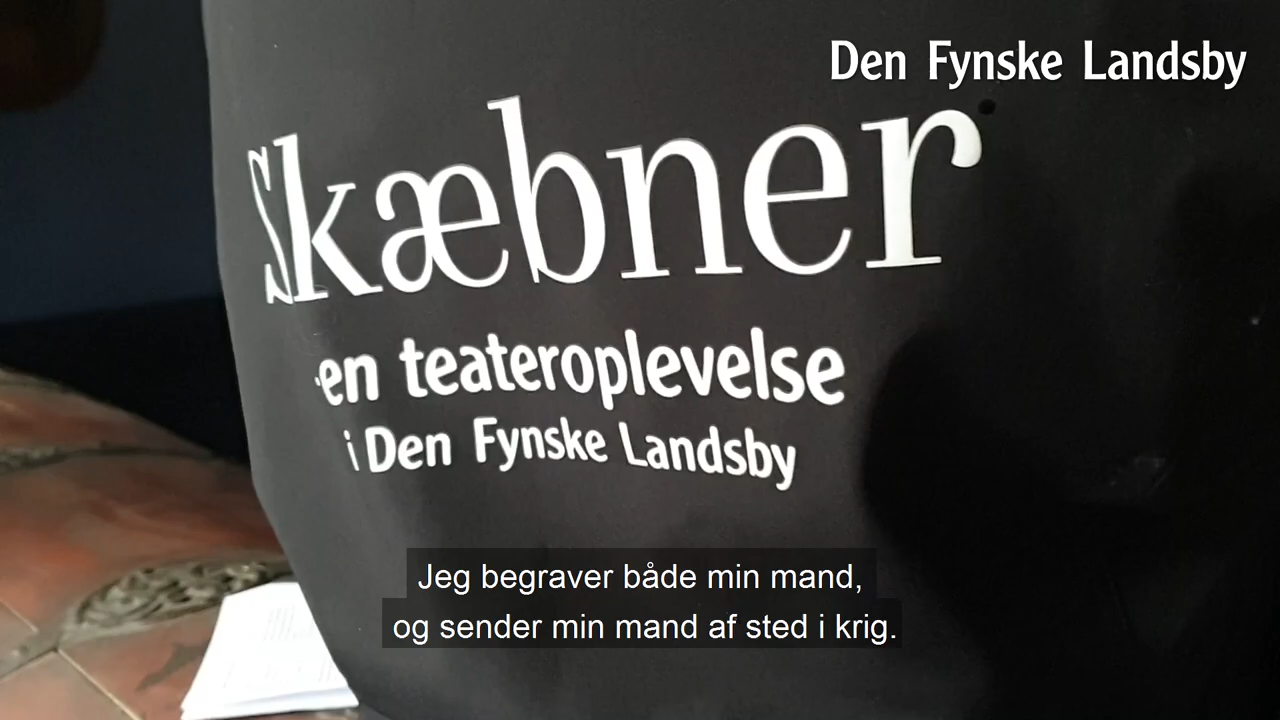 Den Fynske Landsby
Skæbner
en teateroplevelse
i Den Fynske Landsby
Jeg begraver både min mand,
og sender min mand af sted i krig.